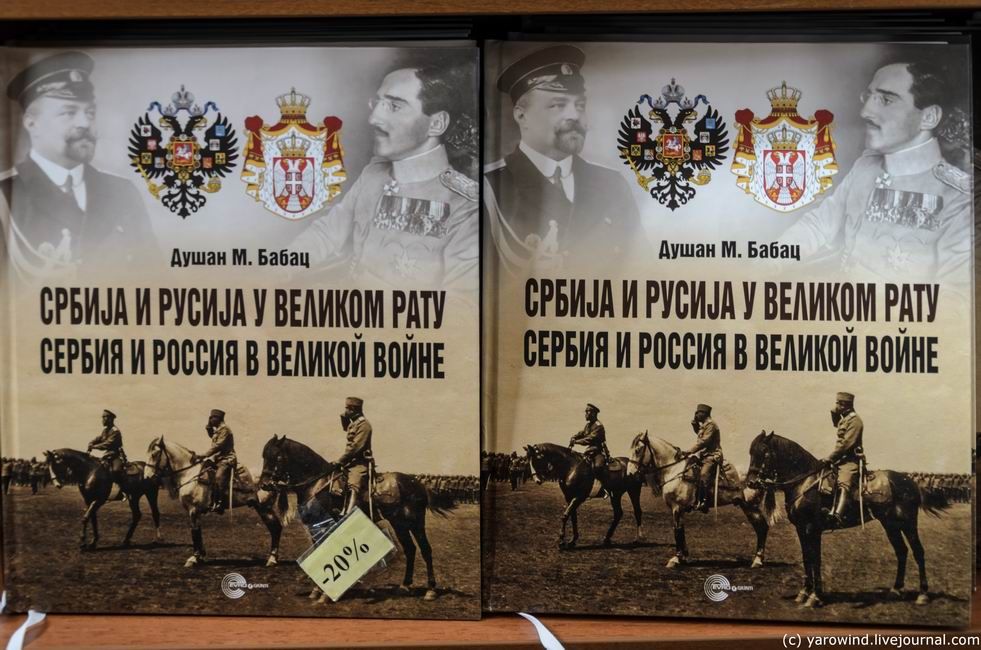 Душан М. Бабац
СРБИЈА И РУСИЈА У ВЕЛИКОМ РАТУ
СЕРБИЯ И РОССИЯ В ВЕЛИКОЙ ВОЙНЕ
-20%
Душан М. Бабац
СРБИЈА И РУСИЈА У ВЕЛИКОМ РАТУ
СЕРБИЯ И РОССИЯ В ВЕЛИКОЙ ВОЙНЕ
(c) yarowind.livejournal.com